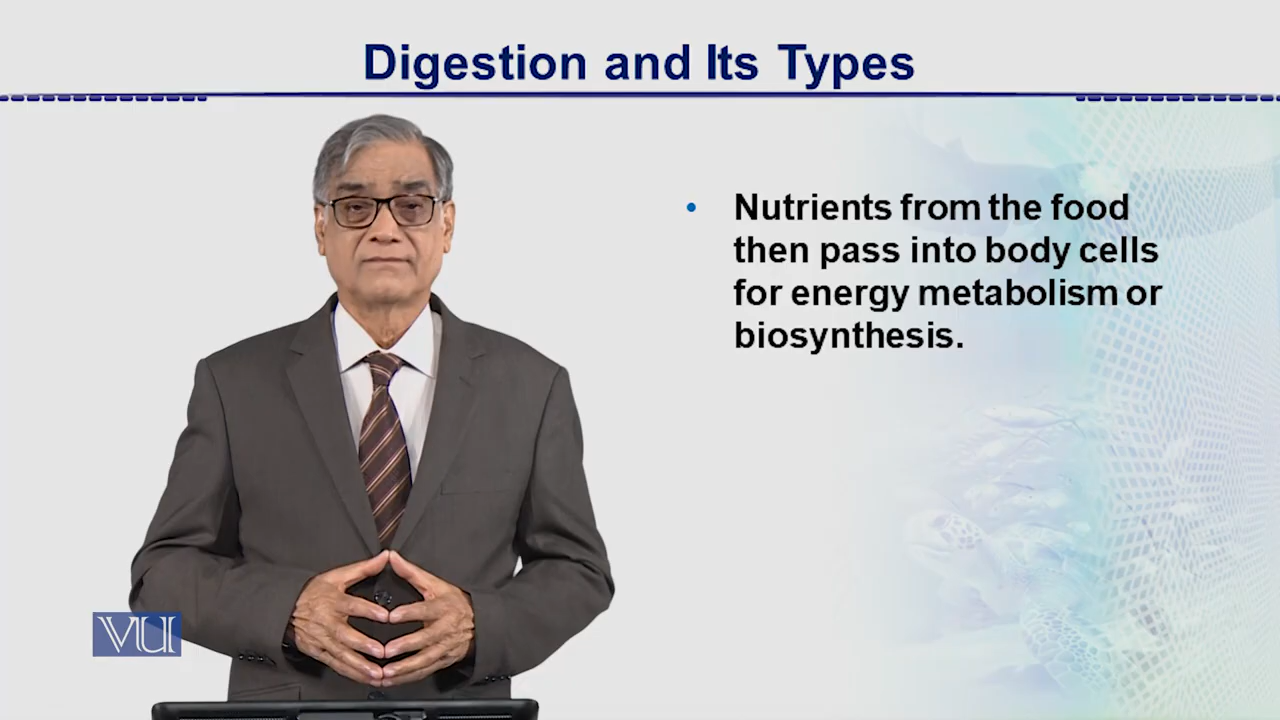 Digestion and Its Types
• Nutrients from the food
then pass into body cells
for energy metabolism or
biosynthesis.
VU